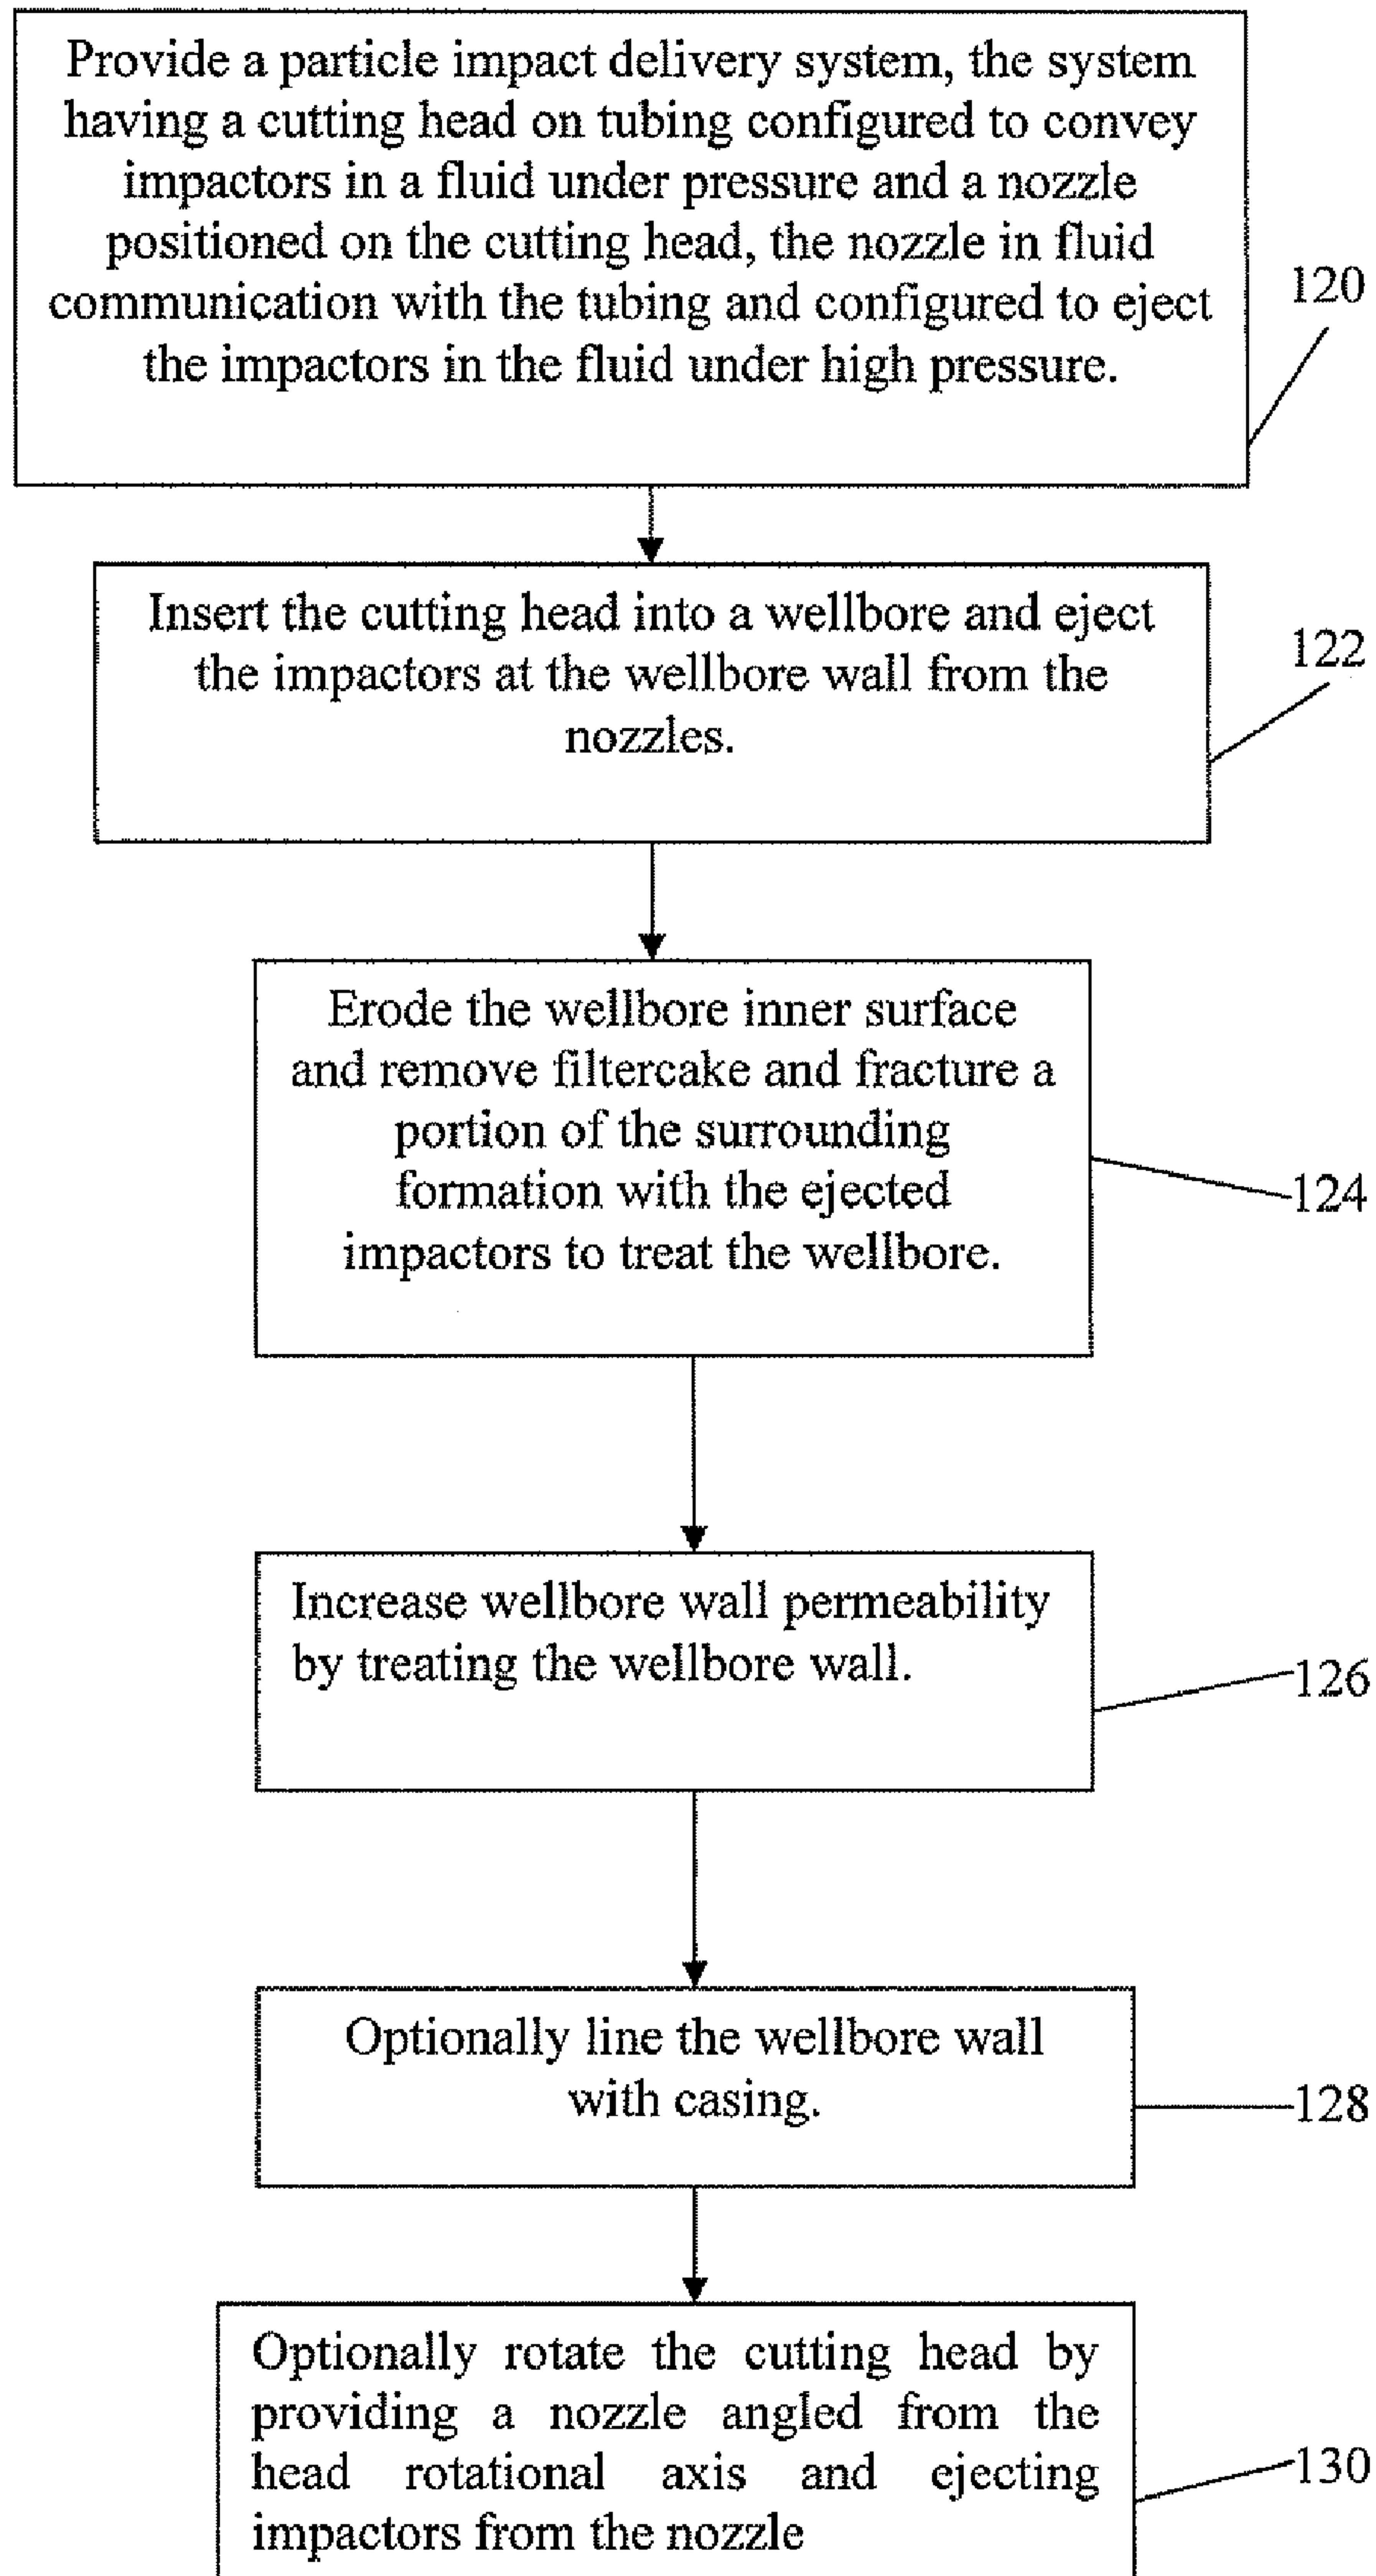 Provide a particle impact delivery system, the system
having a cutting head on tubing configured to convey
impactors in a fluid under pressure and a nozzle
positioned on the cutting head, the nozzle in fluid
communication with the tubing and configured to eject
the impactors in the fluid under high pressure.
120
Insert the cutting head into a wellbore and eject
the impactors at the wellbore wall from the
nozzles.
122
Erode the wellbore inner surface
and remove filtercake and fracture a
portion of the surrounding
formation with the ejected
impactors to treat the wellbore.
124
Increase wellbore wall permeability
by treating the wellbore wall.
126
Optionally line the wellbore wall
with casing.
128
Optionally rotate the cutting head by
providing a nozzle angled from the
head rotational axis and ejecting
impactors from the nozzle
130